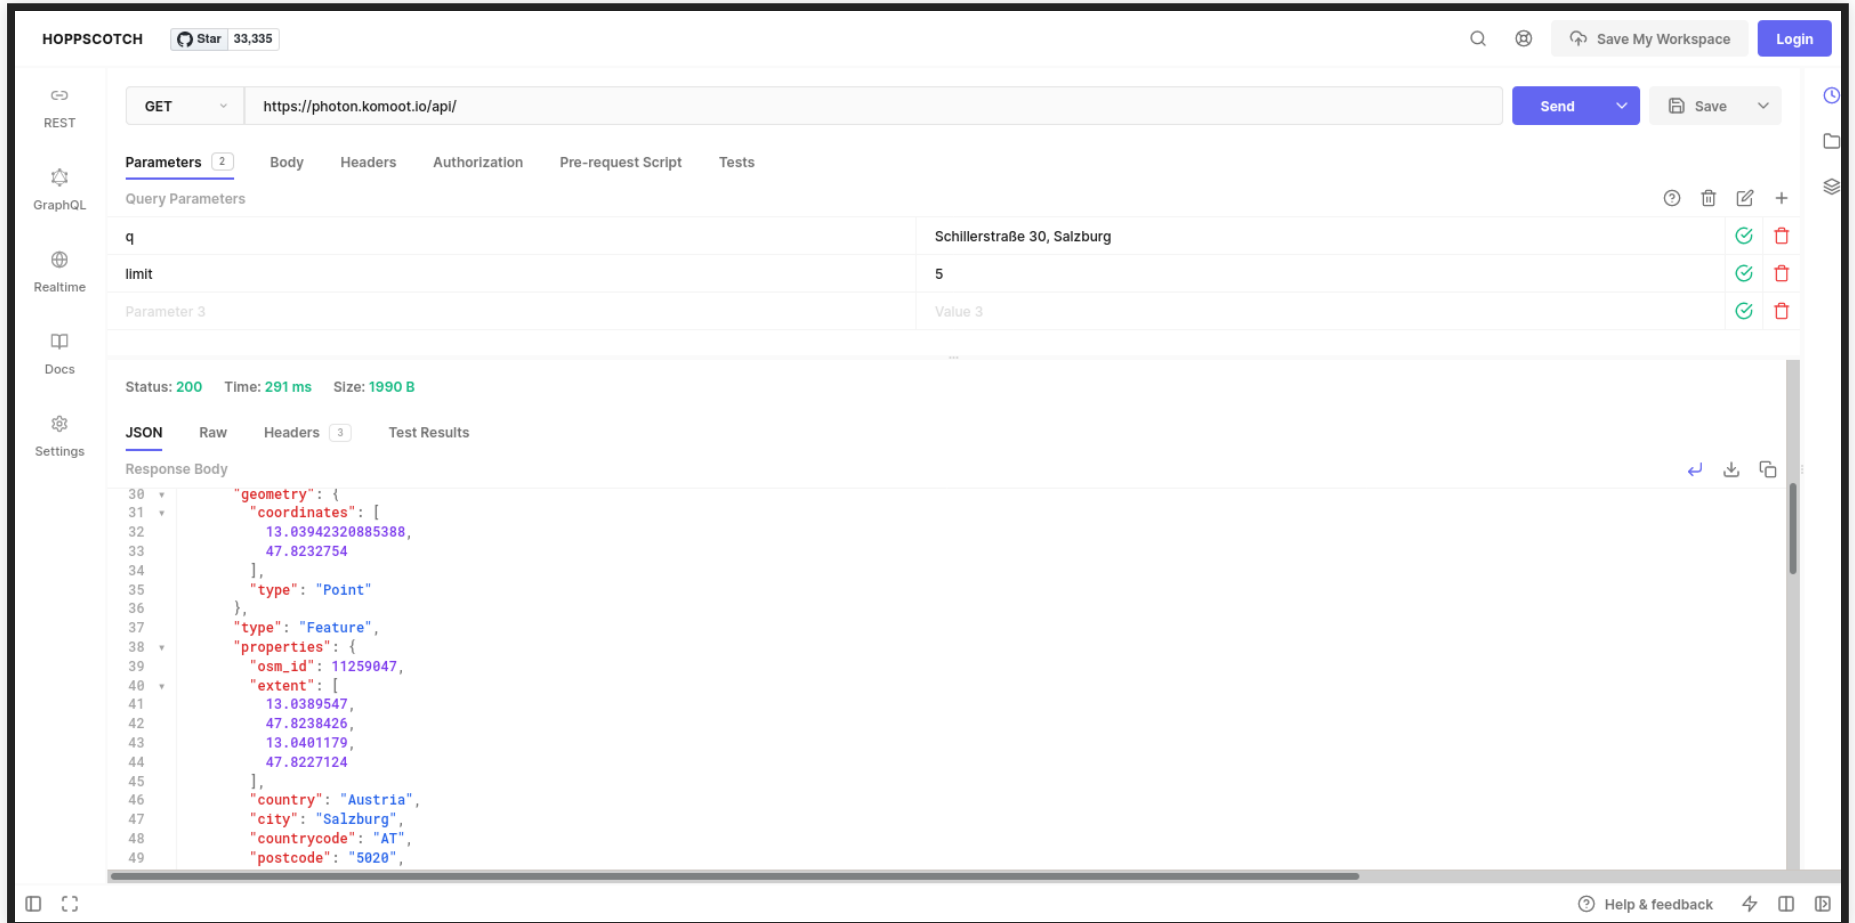 HOPPSCOTCH Star 33,335 Save My Workspace Login
REST
GET https://photon.komoot.io/api/ Send Save
Parameters 2 Body Headers Authorization Pre-request Script Tests
GraphQL
Query Parameters
q Schillerstraße 30, Salzburg
limit 5
Realtime
Parameter 3 Value 3
Docs
Status: 200 Time: 291 ms Size: 1990 B
JSON Raw Headers 3 Test Results
Settings
Response Body
30 "geometry": {
31 "coordinates": [
32 13.03942320885388,
33 47.8232754
34 ],
35 "type": "Point"
36 },
37 "type": "Feature",
38 "properties": {
39 "osm_id": 11259047,
40 "extent": [
41 13.0389547,
42 47.8238426,
43 13.0401179,
44 47.8227124
45 ],
46 "country": "Austria",
47 "city": "Salzburg",
48 "countrycode": "AT",
49 "postcode": "5020",
Help & feedback